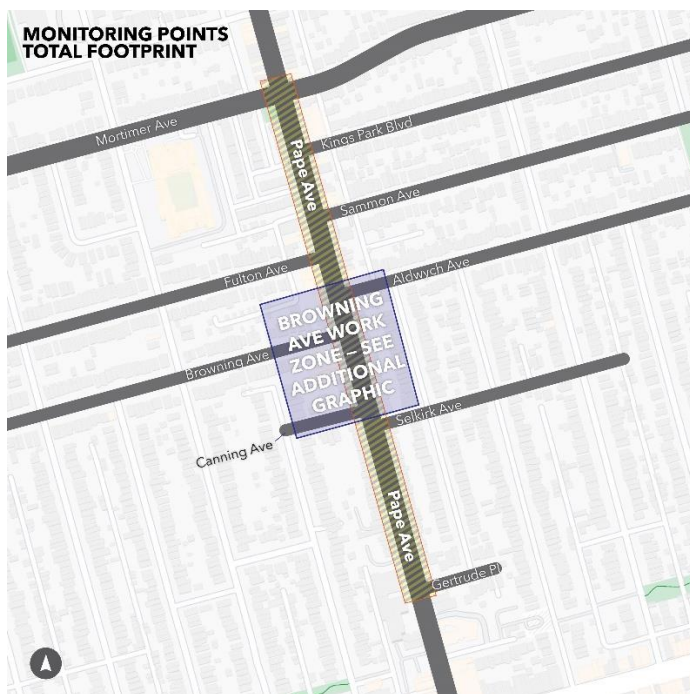 MONITORING POINTS
TOTAL FOOTPRINT
Mortimer Ave
Kings Park Blvd
Pape Ave
Sammon Ave
Fulton Ave
Aldwych Ave
BROWNING
AVE WORK
ZONE – SEE
ADDITIONAL
GRAPHIC
Browning Ave
Selkirk Ave
Canning Ave
Pape Ave
Gertrude Pl